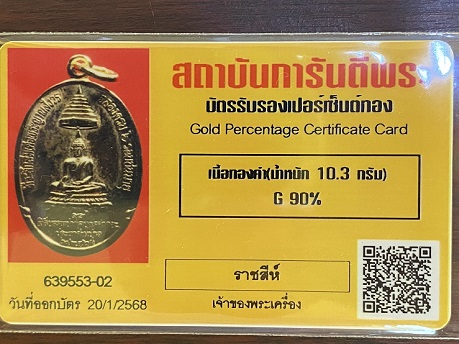 สถาบันการันตีพระ
บัตรรับรองเปอร์เซ็นต์ทอง
Gold Percentage Certificate Card
เนื้อทองคำ(น้ำหนัก 10.3 กรัม)
G 90%
639553-02
วันที่ออกบัตร 20/1/2568
ราชสีห์
เจ้าของพระเครื่อง